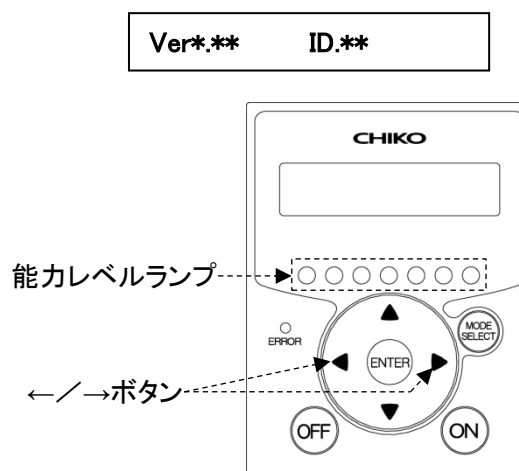 Ver*.** ID.**
CHIKO
能力レベルランプ
ERROR
MODE
SELECT
ENTER
←／→ボタン
OFF
ON